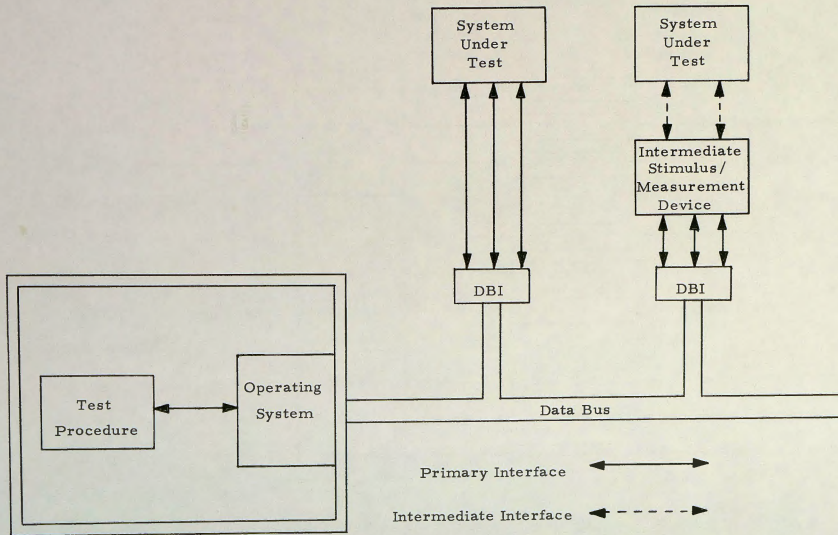 System
Under
Test
System
Under
Test
Intermediate
Stimulus/
Measurement
Device
DBI
DBI
Test
Procedure
Operating
System
Data Bus
Primary Interface
Intermediate Interface